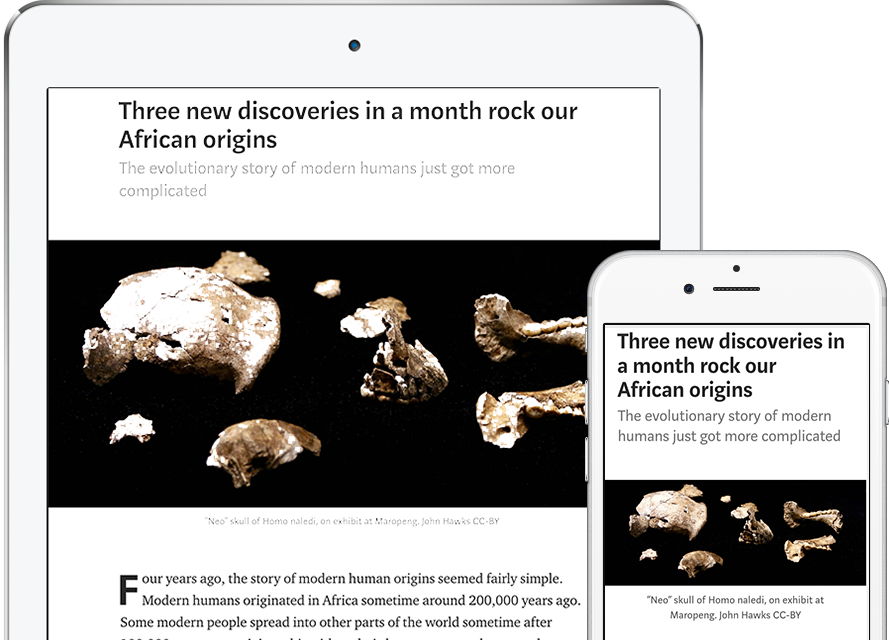 Three new discoveries in a month rock our
African origins
The evolutionary story of modern humans just got more
complicated
"Neo" skull of Homo naledi, on exhibit at Maropeng. John Hawks CC-BY
Four years ago, the story of modern human origins seemed fairly simple.
Modern humans originated in Africa sometime around 200,000 years ago.
Some modern people spread into other parts of the world sometime after
Three new discoveries in
a month rock our
African origins
The evolutionary story of modern
humans just got more complicated
"Neo" skull of Homo naledi, on exhibit at
Maropeng. John Hawks CC-BY